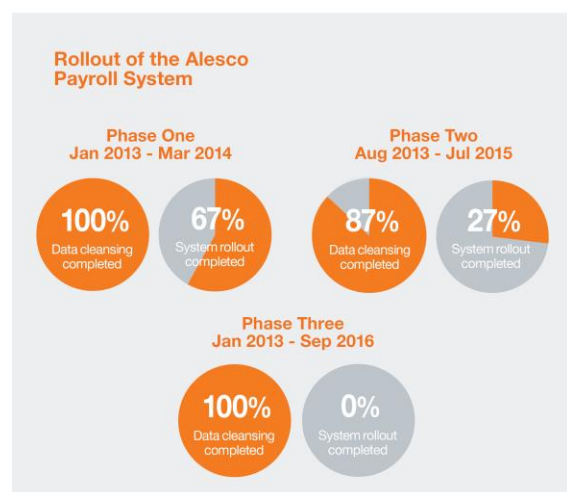 Rollout of the Alesco
Payroll System
Phase One
Jan 2013 - Mar 2014
100%
Data cleansing
completed
67%
System rollout
completed
Phase Two
Aug 2013 - Jul 2015
87%
Data cleansing
completed
27%
System rollout
completed
Phase Three
Jan 2013 - Sep 2016
100%
Data cleansing
completed
0%
System rollout
completed